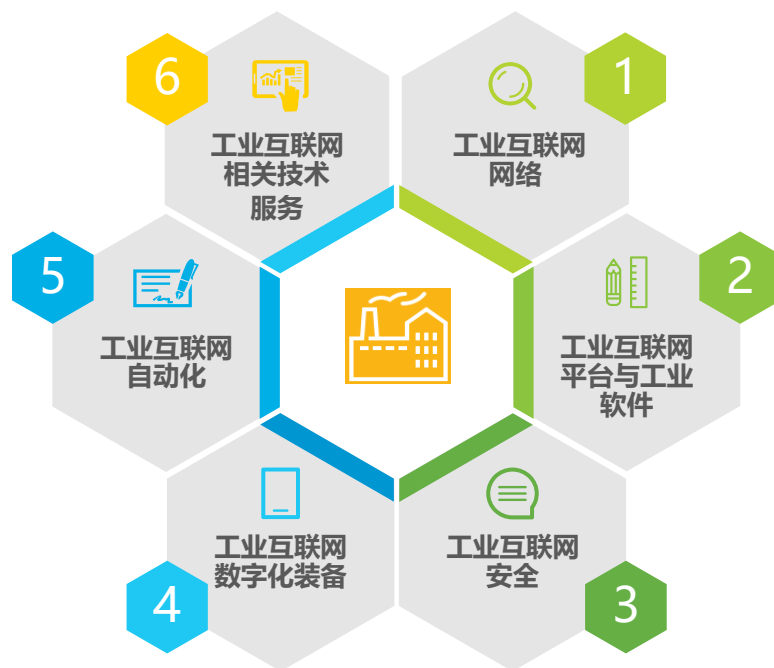 1
工业互联网
网络
2
工业互联网
平台与工业
软件
3
工业互联网
安全
4
工业互联网
数字化装备
5
工业互联网
自动化
6
工业互联网
相关技术
服务